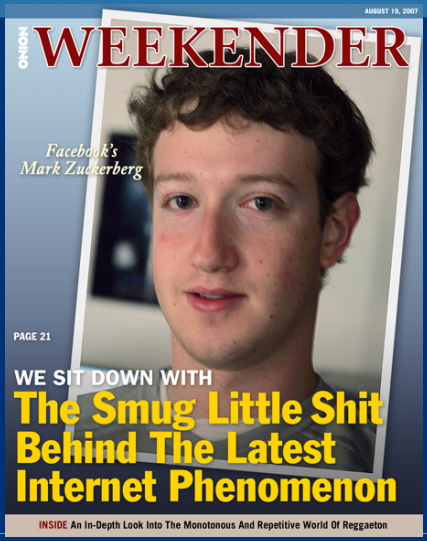 AUGUST 19, 2007
ONION
WEEKENDER
Facebook's
Mark Zuckerberg
PAGE 21
WE SIT DOWN WITH
The Smug Little Shit
Behind The Latest
Internet Phenomenon
INSIDE An In-Depth Look Into The Monotonous And Repetitive World Of Reggaeton